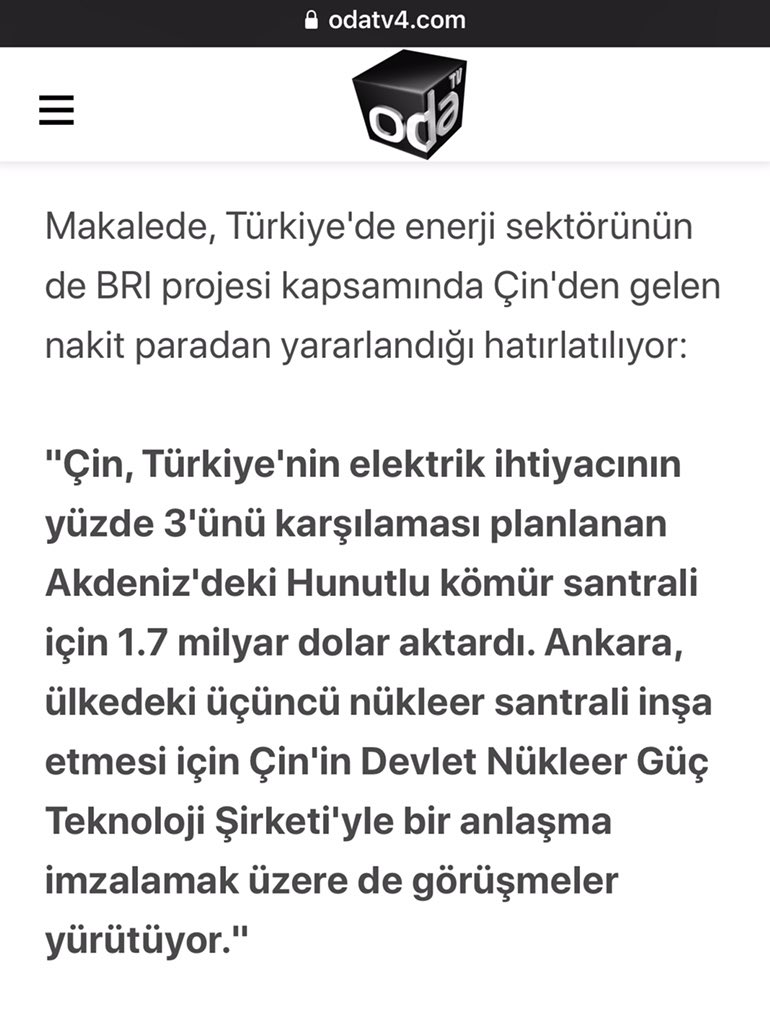 odatv4.com
oda TV
Makalede, Türkiye'de enerji sektörünün
de BRI projesi kapsamında Çin'den gelen
nakit paradan yararlandığı hatırlatılıyor:
"Çin, Türkiye'nin elektrik ihtiyacının
yüzde 3'ünü karşılaması planlanan
Akdeniz'deki Hunutlu kömür santrali
için 1.7 milyar dolar aktardı. Ankara,
ülkedeki üçüncü nükleer santrali inşa
etmesi için Çin'in Devlet Nükleer Güç
Teknoloji Şirketi'yle bir anlaşma
imzalamak üzere de görüşmeler
yürütüyor."